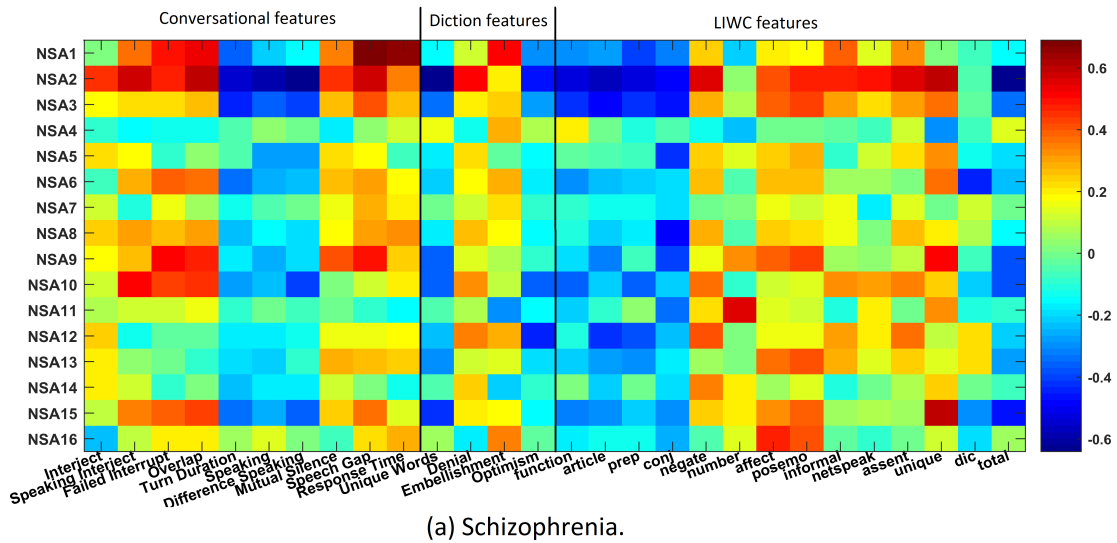 Conversational features Diction features LIWC features
NSA1
NSA2
NSA3
NSA4
NSA5
NSA6
NSA7
NSA8
NSA9
NSA10
NSA11
NSA12
NSA13
NSA14
NSA15
NSA16
0.6
0.4
0.2
0
-0.2
-0.4
-0.6
Interject
Speaking Interject
Failed Interrupt
Overlap
Turn Duration
Speaking
Difference Speaking
Mutual Silence
Speech Gap
Response Time
Unique Words
Denial
Embellishment
Optimism
function
article
prep
conj
negate
number
affect
posemo
informal
netspeak
assent
unique
dic
total
(a) Schizophrenia.